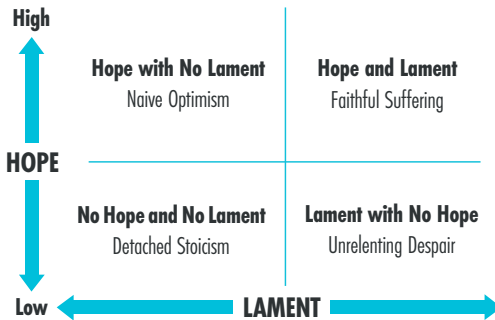 High
Hope with No Lament
Naive Optimism
Hope and Lament
Faithful Suffering
HOPE
No Hope and No Lament
Detached Stoicism
Lament with No Hope
Unrelenting Despair
Low
LAMENT